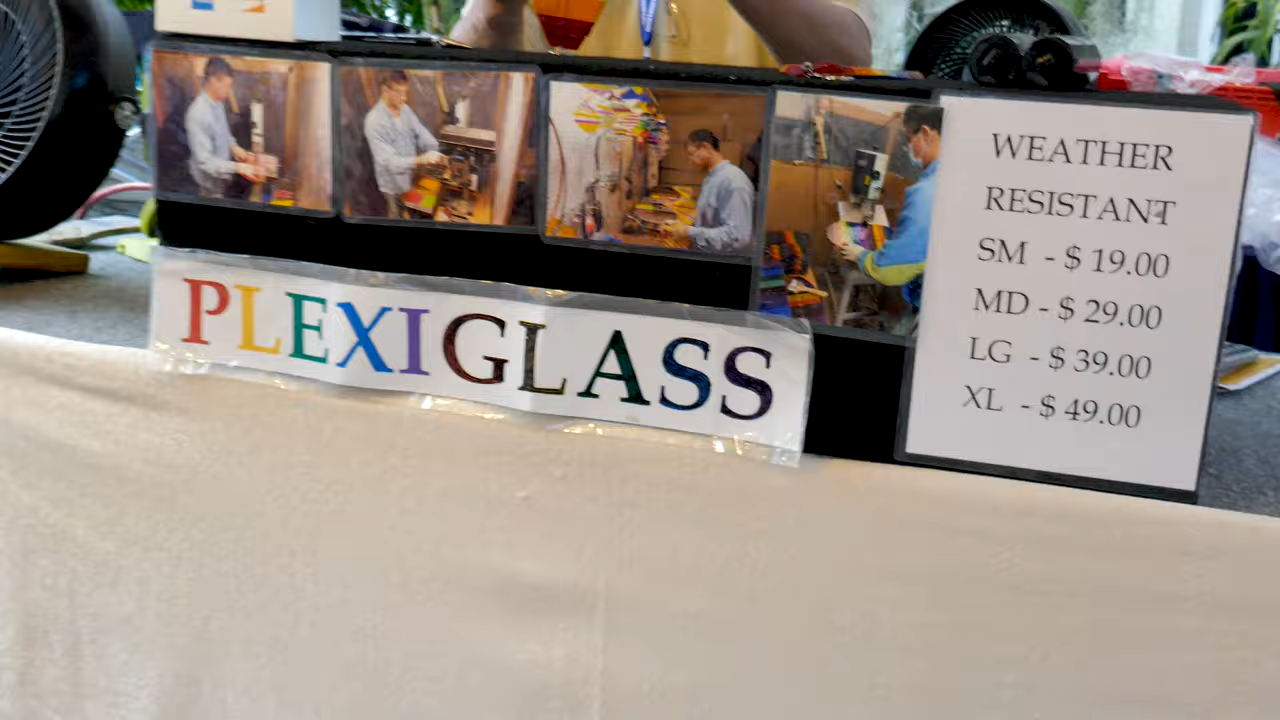 PLEXIGLASS
WEATHER
RESISTANT
SM - $ 19.00
MD - $ 29.00
LG - $ 39.00
XL - $ 49.00